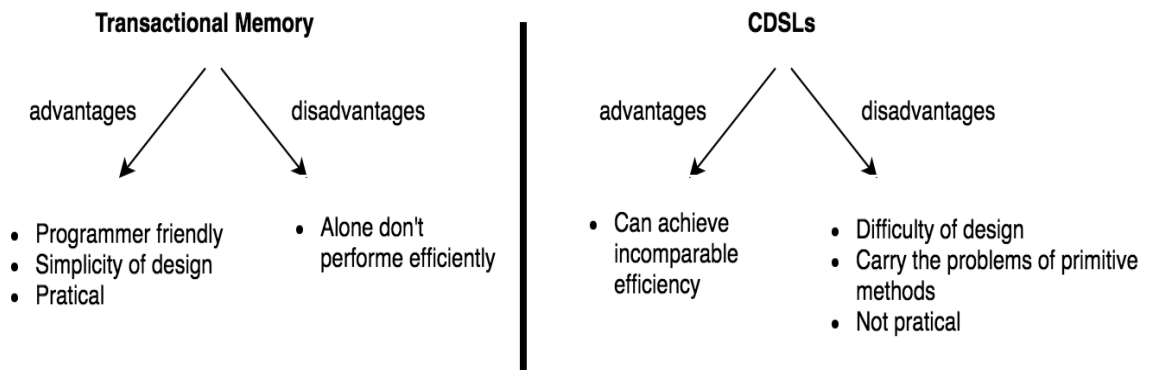 Transactional Memory
advantages
disadvantages
• Programmer friendly
• Simplicity of design
• Pratical
• Alone don't
performe efficiently
CDSLs
advantages
disadvantages
• Can achieve
incomparable
efficiency
• Difficulty of design
• Carry the problems of primitive
methods
• Not pratical